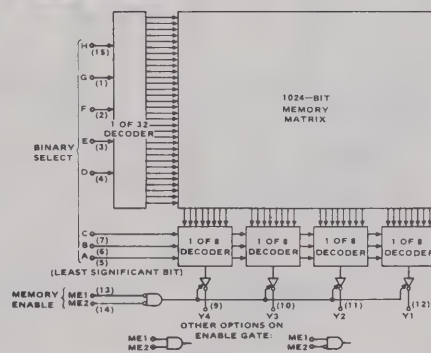 H (15)
G (1)
F (2)
E (3)
D (4)
BINARY
SELECT
1 OF 32
DECODER
1024-BIT
MEMORY
MATRIX
C (7)
B (6)
A (5)
(LEAST SIGNIFICANT BIT)
1 OF 8
DECODER
1 OF 8
DECODER
1 OF 8
DECODER
1 OF 8
DECODER
MEMORY
ENABLE
ME1 (13)
ME2 (14)
(9) (10) (11) (12)
Y4 Y3 Y2 Y1
OTHER OPTIONS ON
ENABLE GATE:
ME1
ME2
ME1
ME2